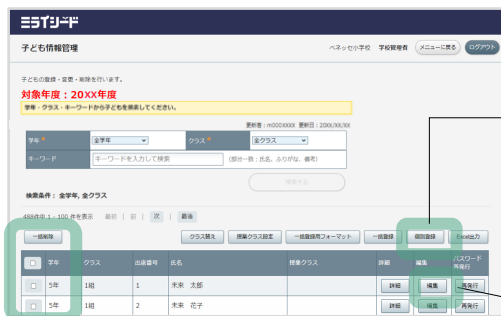 ミライシード
子ども情報管理
ベネッセ小学校 学校管理者 メニューに戻る ログアウト
子どもの登録・変更・削除を行います。
対象年度：20XX年度
学年・クラス・キーワードから子どもを検索してください。
更新者：m000XXXX 更新日：20XX/XX/XX
学年* 全学年 クラス* 全クラス
キーワード キーワードを入力して検索 (部分一致：氏名、ふりがな、備考)
検索する
検索条件： 全学年, 全クラス
488件中 1 - 100 件を表示 最初 | 前 | 次 | 最後
一括削除 クラス替え 授業クラス設定 一括登録用フォーマット 一括登録 個別登録 Excel出力
学年 クラス 出席番号 氏名 授業クラス 詳細 編集 パスワード再発行
5年 1組 1 未来 太郎 詳細 編集 再発行
5年 1組 2 未来 花子 詳細 編集 再発行